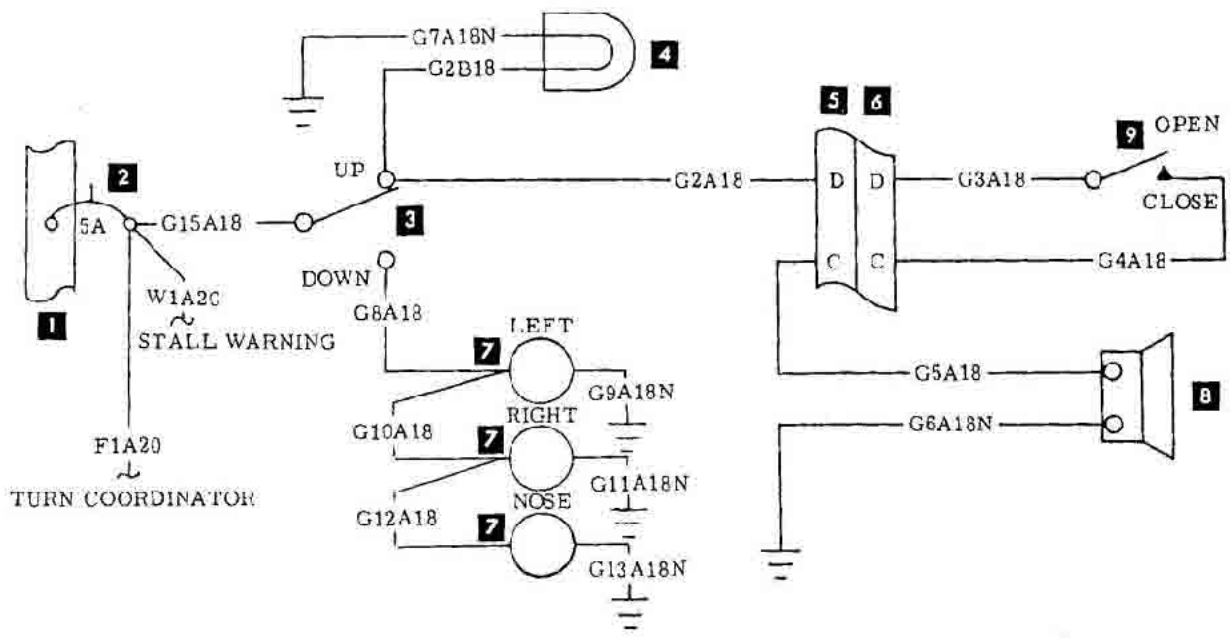 G7A18N
4
G2B18
5 6
9 OPEN
UP
2
D D
G2A18
G3A18
CLOSE
5A
G15A18
3
DOWN
C C
G4A18
W1A20
G8A18
1
STALL WARNING
LEFT
7
G5A18
G9A18N
8
RIGHT
G10A18
7
G6A18N
F1A20
G11A18N
TURN COORDINATOR
NOSE
G12A18
7
G13A18N